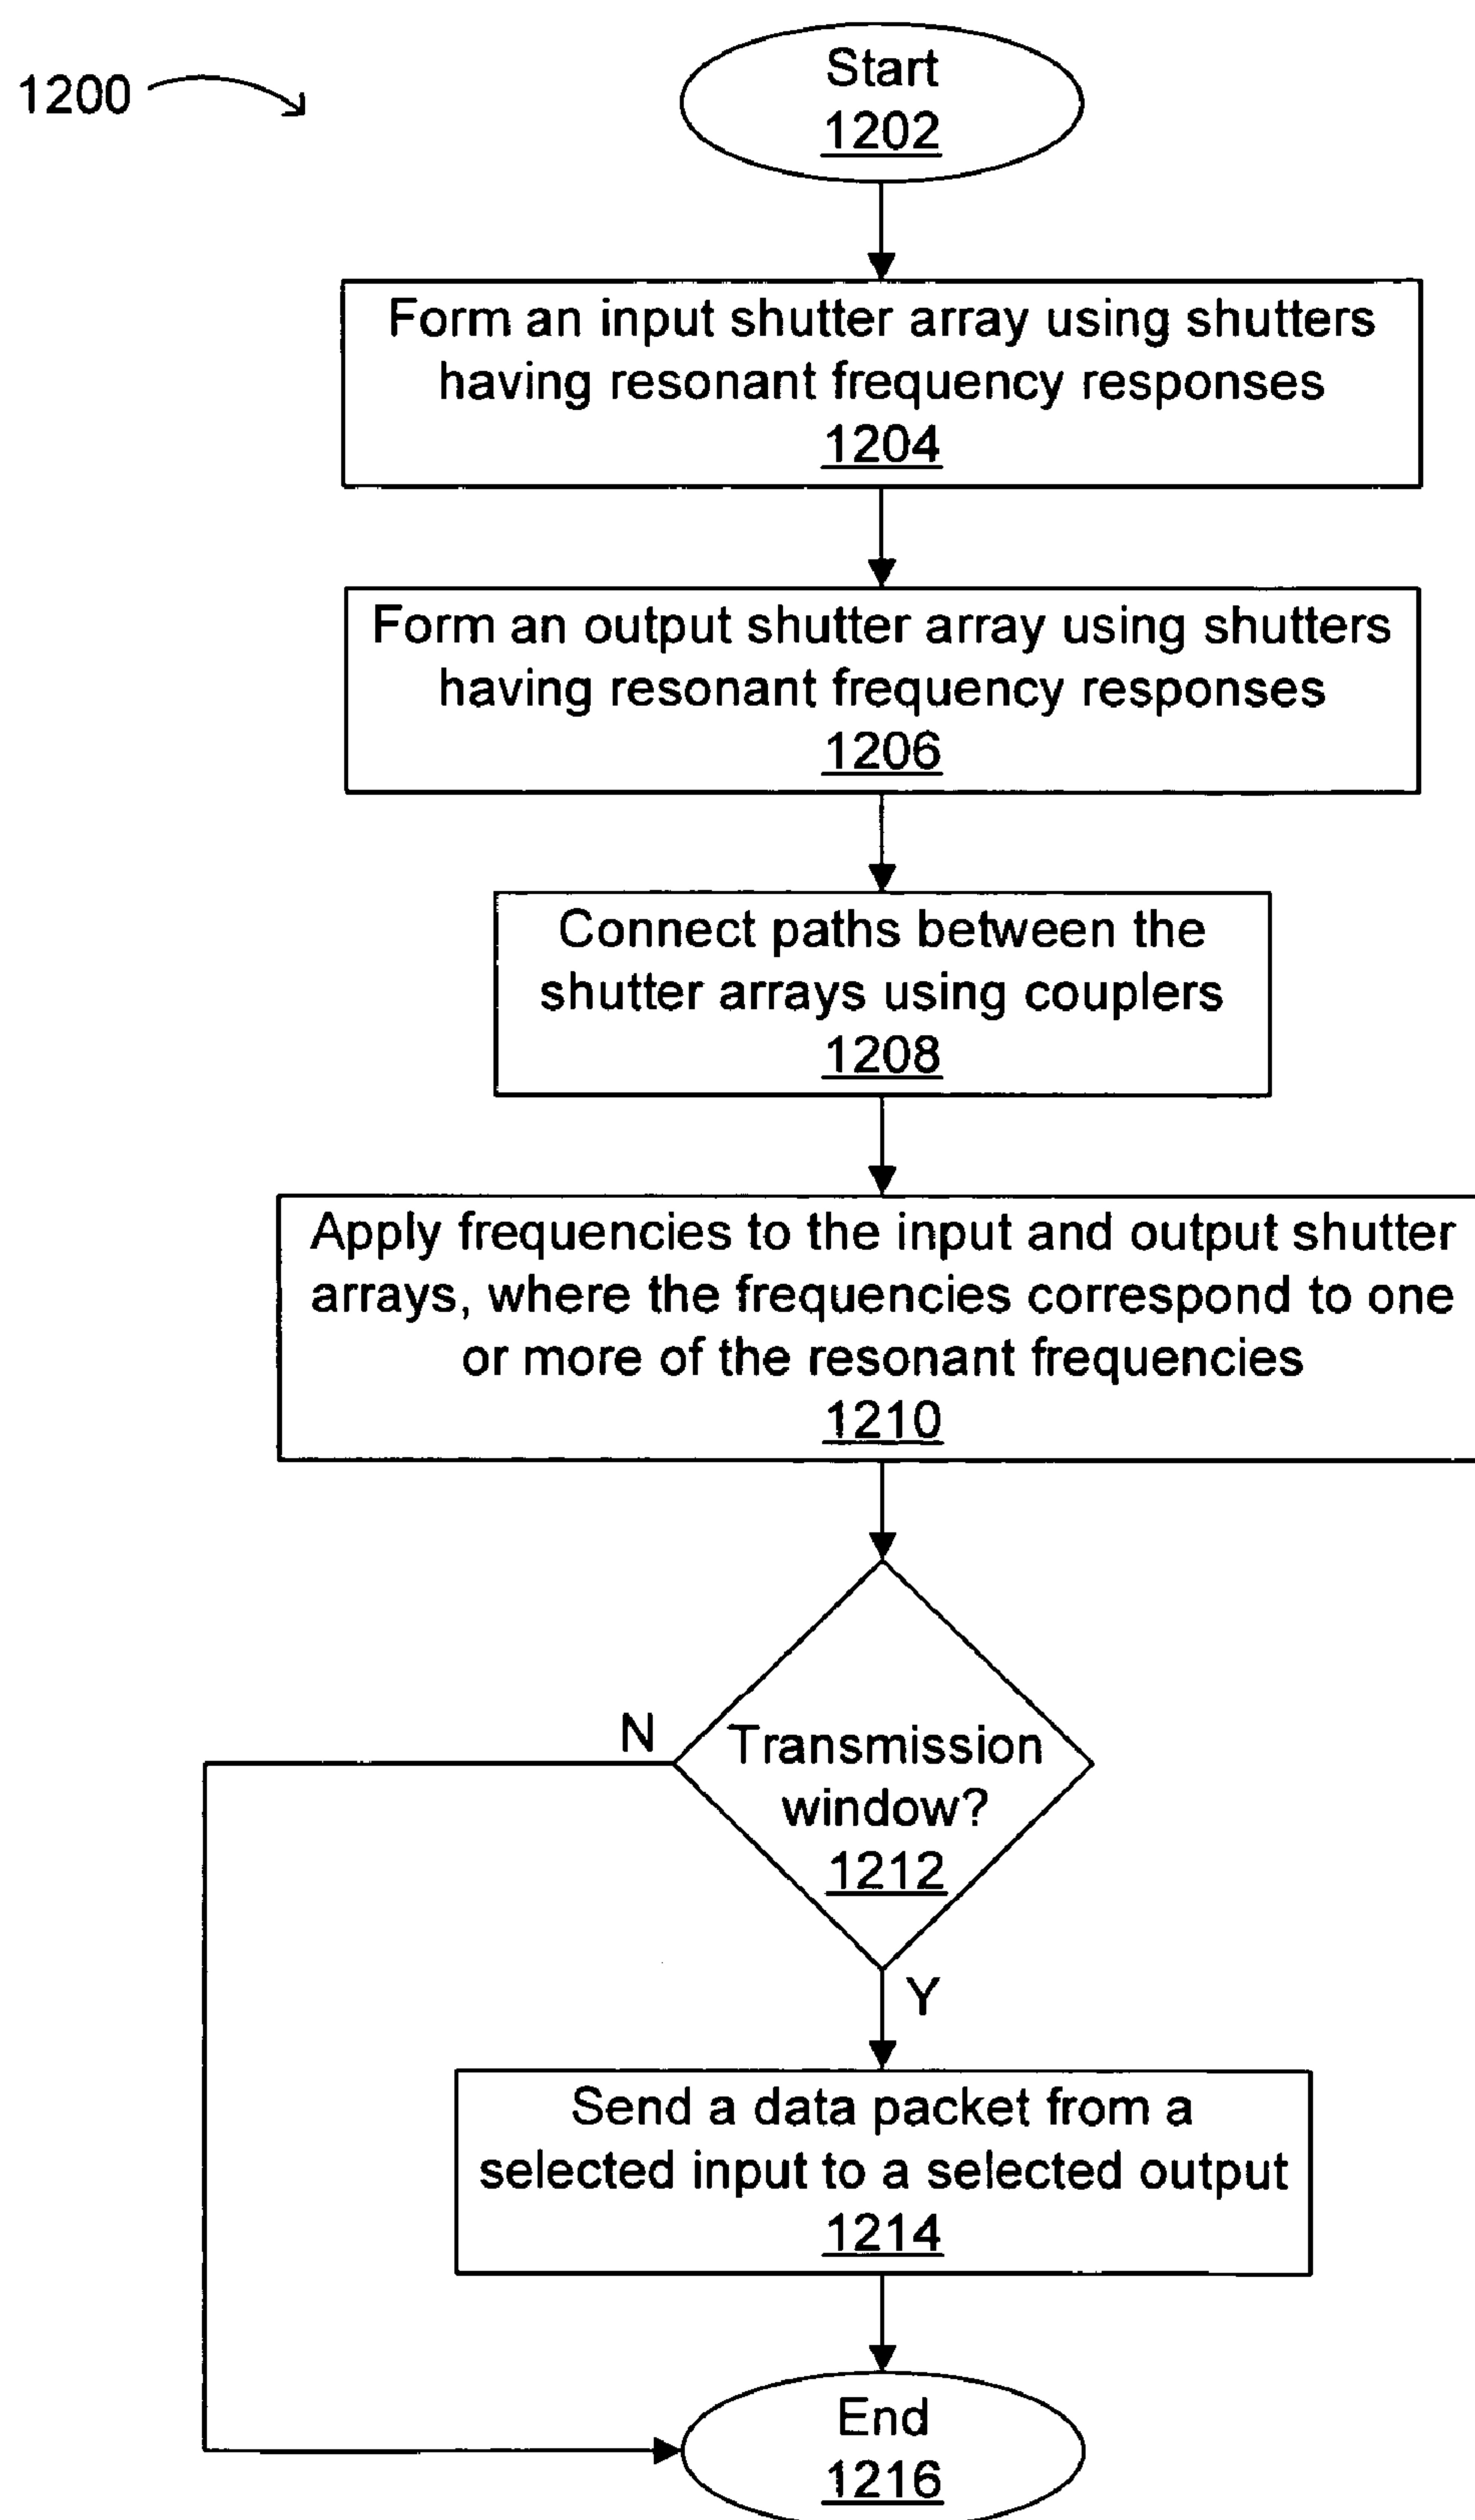 1200
Start
1202
Form an input shutter array using shutters
having resonant frequency responses
1204
Form an output shutter array using shutters
having resonant frequency responses
1206
Connect paths between the
shutter arrays using couplers
1208
Apply frequencies to the input and output shutter
arrays, where the frequencies correspond to one
or more of the resonant frequencies
1210
N
Transmission
window?
1212
Y
Send a data packet from a
selected input to a selected output
1214
End
1216